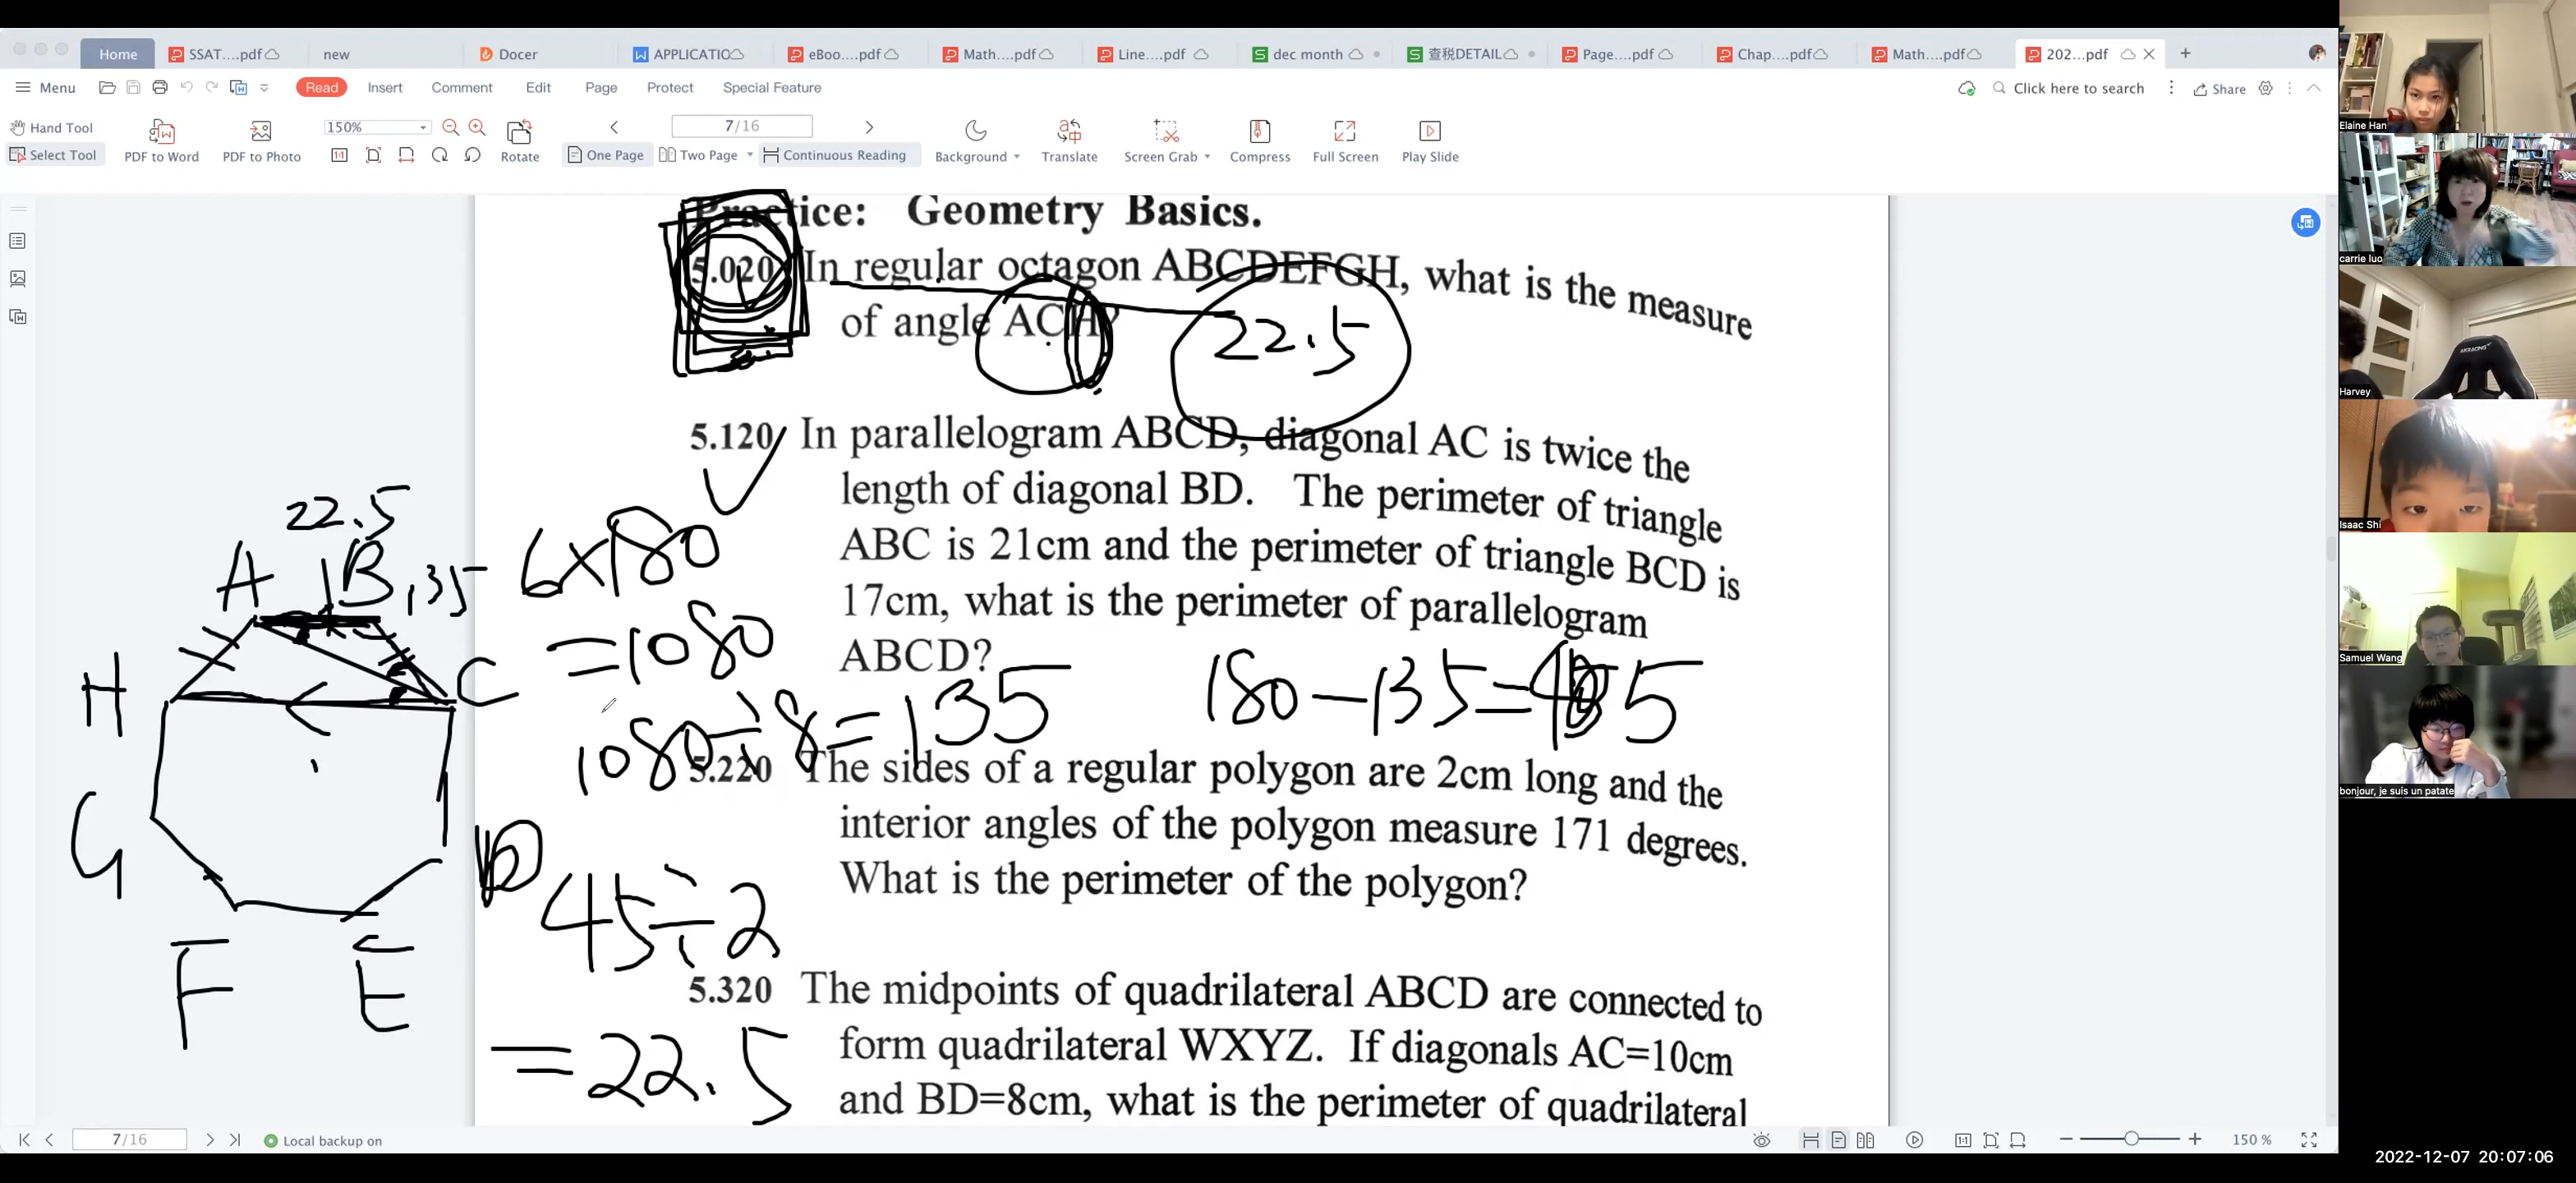 Home
SSAT....pdf
new
Docer
APPLICATIO
eBoo....pdf
Math....pdf
Line....pdf
dec month
查税DETAIL
Page....pdf
Chap....pdf
Math....pdf
202...pdf
Menu
Read
Insert
Comment
Edit
Page
Protect
Special Feature
Click here to search
Share
Hand Tool
Select Tool
PDF to Word
PDF to Photo
150%
Rotate
7/16
One Page
Two Page
Continuous Reading
Background
Translate
Screen Grab
Compress
Full Screen
Play Slide
Practice: Geometry Basics.
5.020 In regular octagon ABCDEFGH, what is the measure
of angle ACH?
22.5
5.120 In parallelogram ABCD, diagonal AC is twice the
length of diagonal BD. The perimeter of triangle
ABC is 21cm and the perimeter of triangle BCD is
17cm, what is the perimeter of parallelogram
ABCD?
5.220 The sides of a regular polygon are 2cm long and the
interior angles of the polygon measure 171 degrees.
What is the perimeter of the polygon?
5.320 The midpoints of quadrilateral ABCD are connected to
form quadrilateral WXYZ. If diagonals AC=10cm
and BD=8cm, what is the perimeter of quadrilateral
22.5
A B 135
H C
G
F E
6×180
=1080
1080÷8=135
180-135=45
45÷2
=22.5
7/16
Local backup on
150 %
Elaine Han
carrie luo
Harvey
Isaac Shi
Samuel Wang
bonjour, je suis un patate
2022-12-07 20:07:06